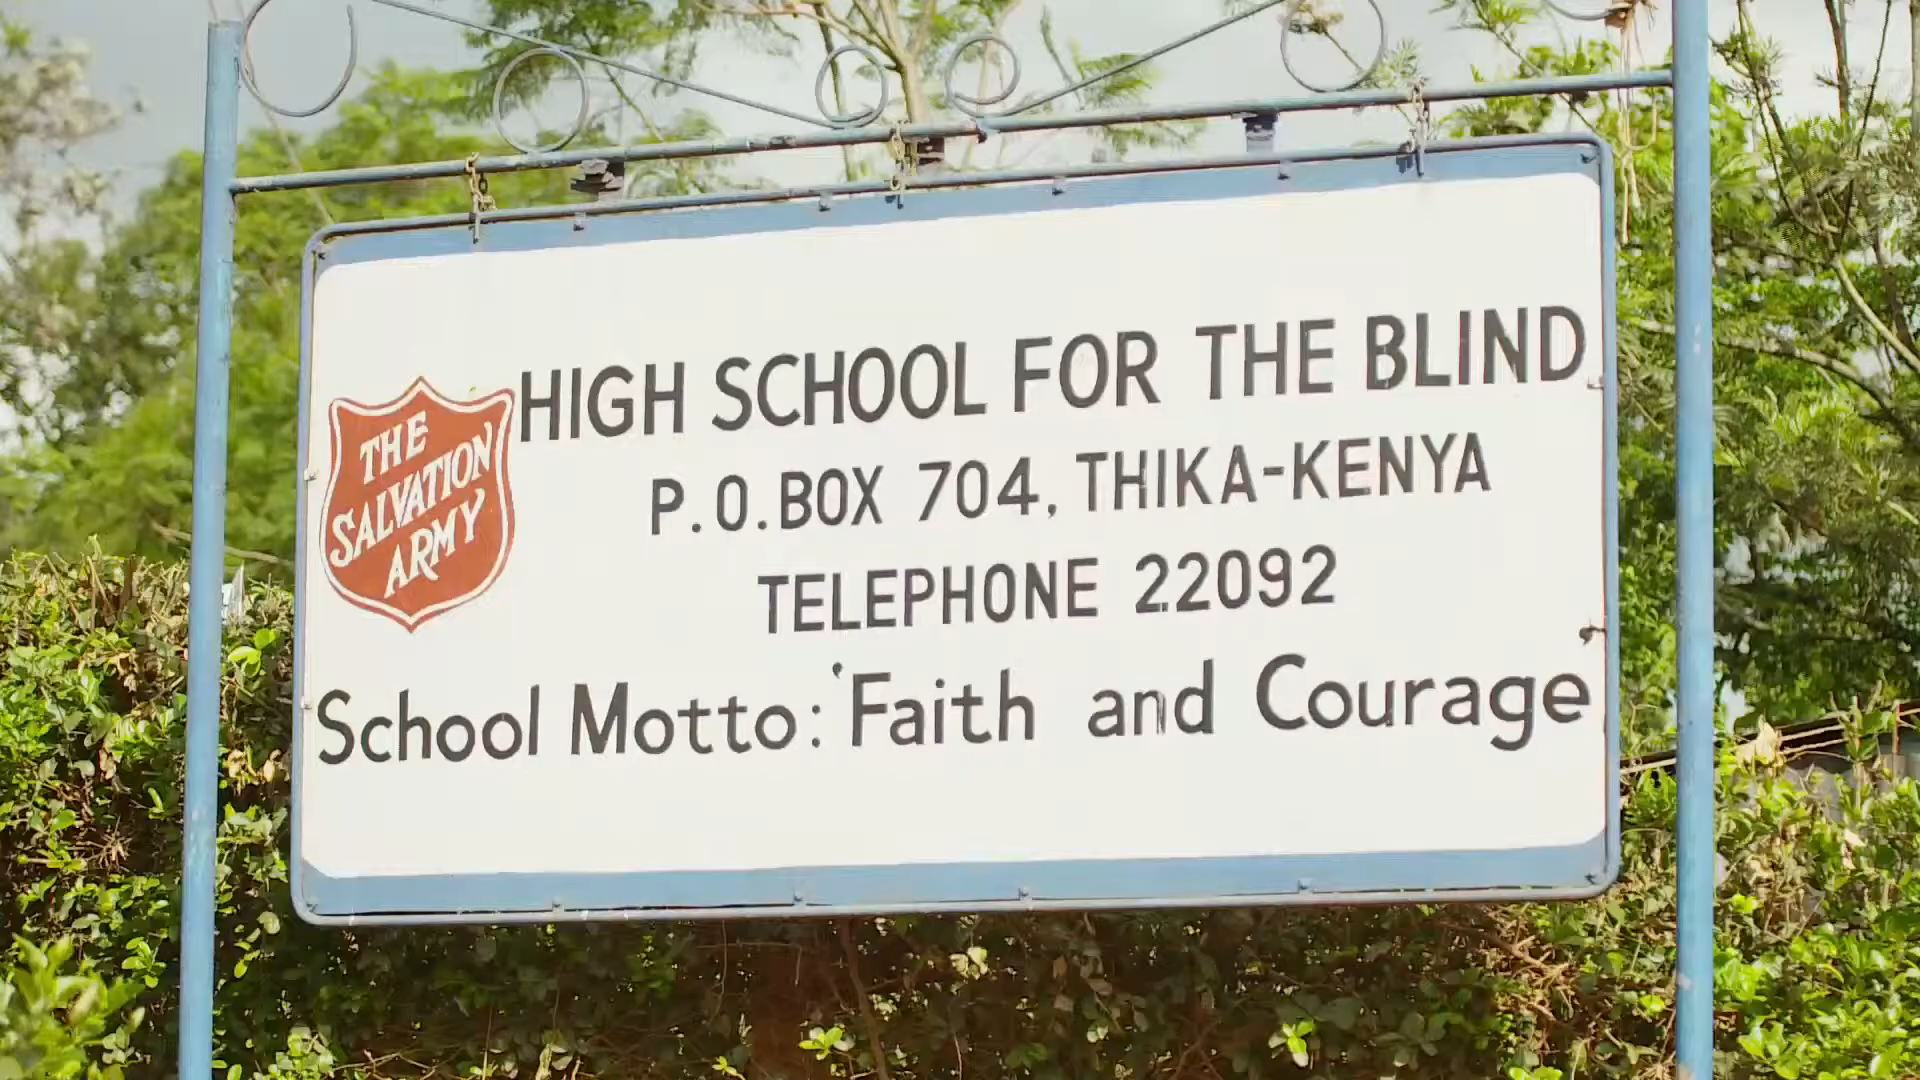 THE
SALVATION
ARMY
HIGH SCHOOL FOR THE BLIND
P.O.BOX 704, THIKA-KENYA
TELEPHONE 22092
School Motto: 'Faith and Courage